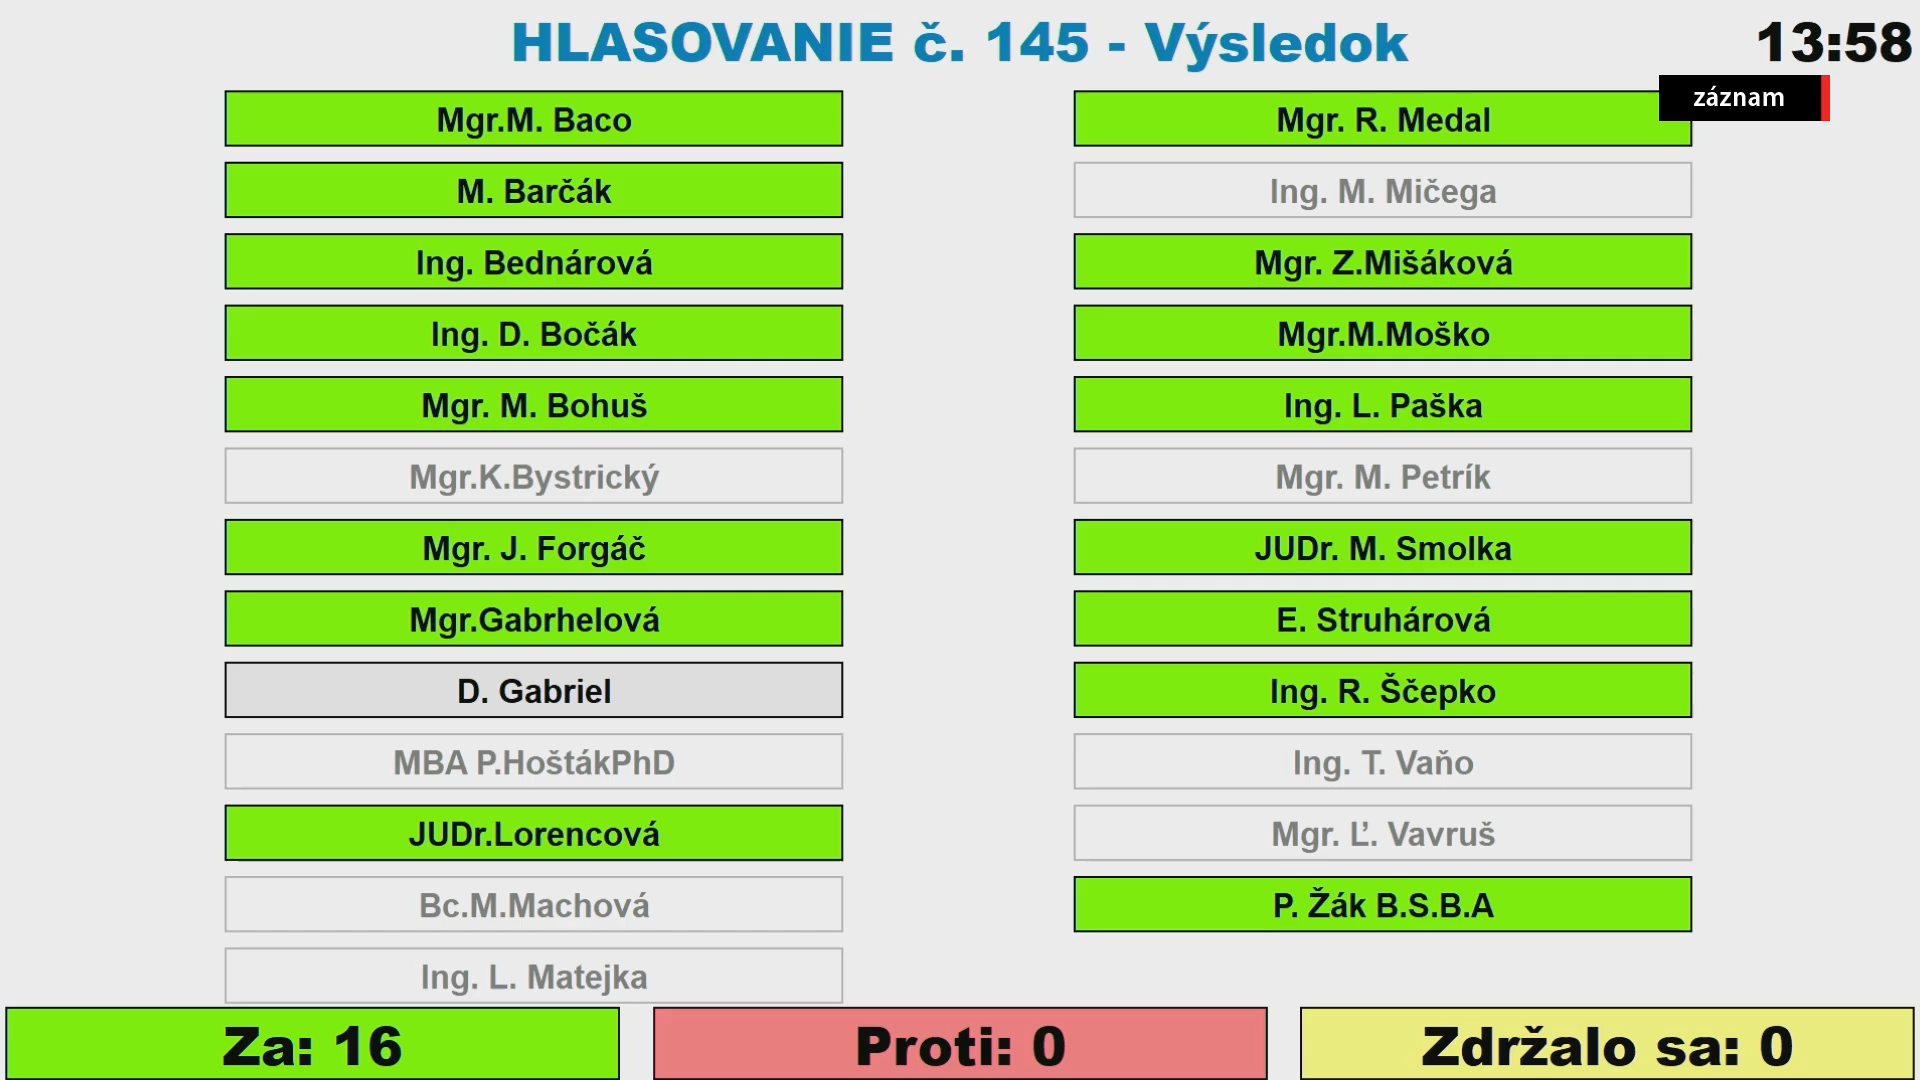 HLASOVANIE č. 145 - Výsledok
13:58
záznam
Mgr.M. Baco
M. Barčák
Ing. Bednárová
Ing. D. Bočák
Mgr. M. Bohuš
Mgr.K.Bystrický
Mgr. J. Forgáč
Mgr.Gabrhelová
D. Gabriel
MBA P.HoštákPhD
JUDr.Lorencová
Bc.M.Machová
Ing. L. Matejka
Mgr. R. Medal
Ing. M. Mičega
Mgr. Z.Mišáková
Mgr.M.Moško
Ing. L. Paška
Mgr. M. Petrík
JUDr. M. Smolka
E. Struhárová
Ing. R. Ščepko
Ing. T. Vaňo
Mgr. Ľ. Vavruš
P. Žák B.S.B.A
Za: 16
Proti: 0
Zdržalo sa: 0